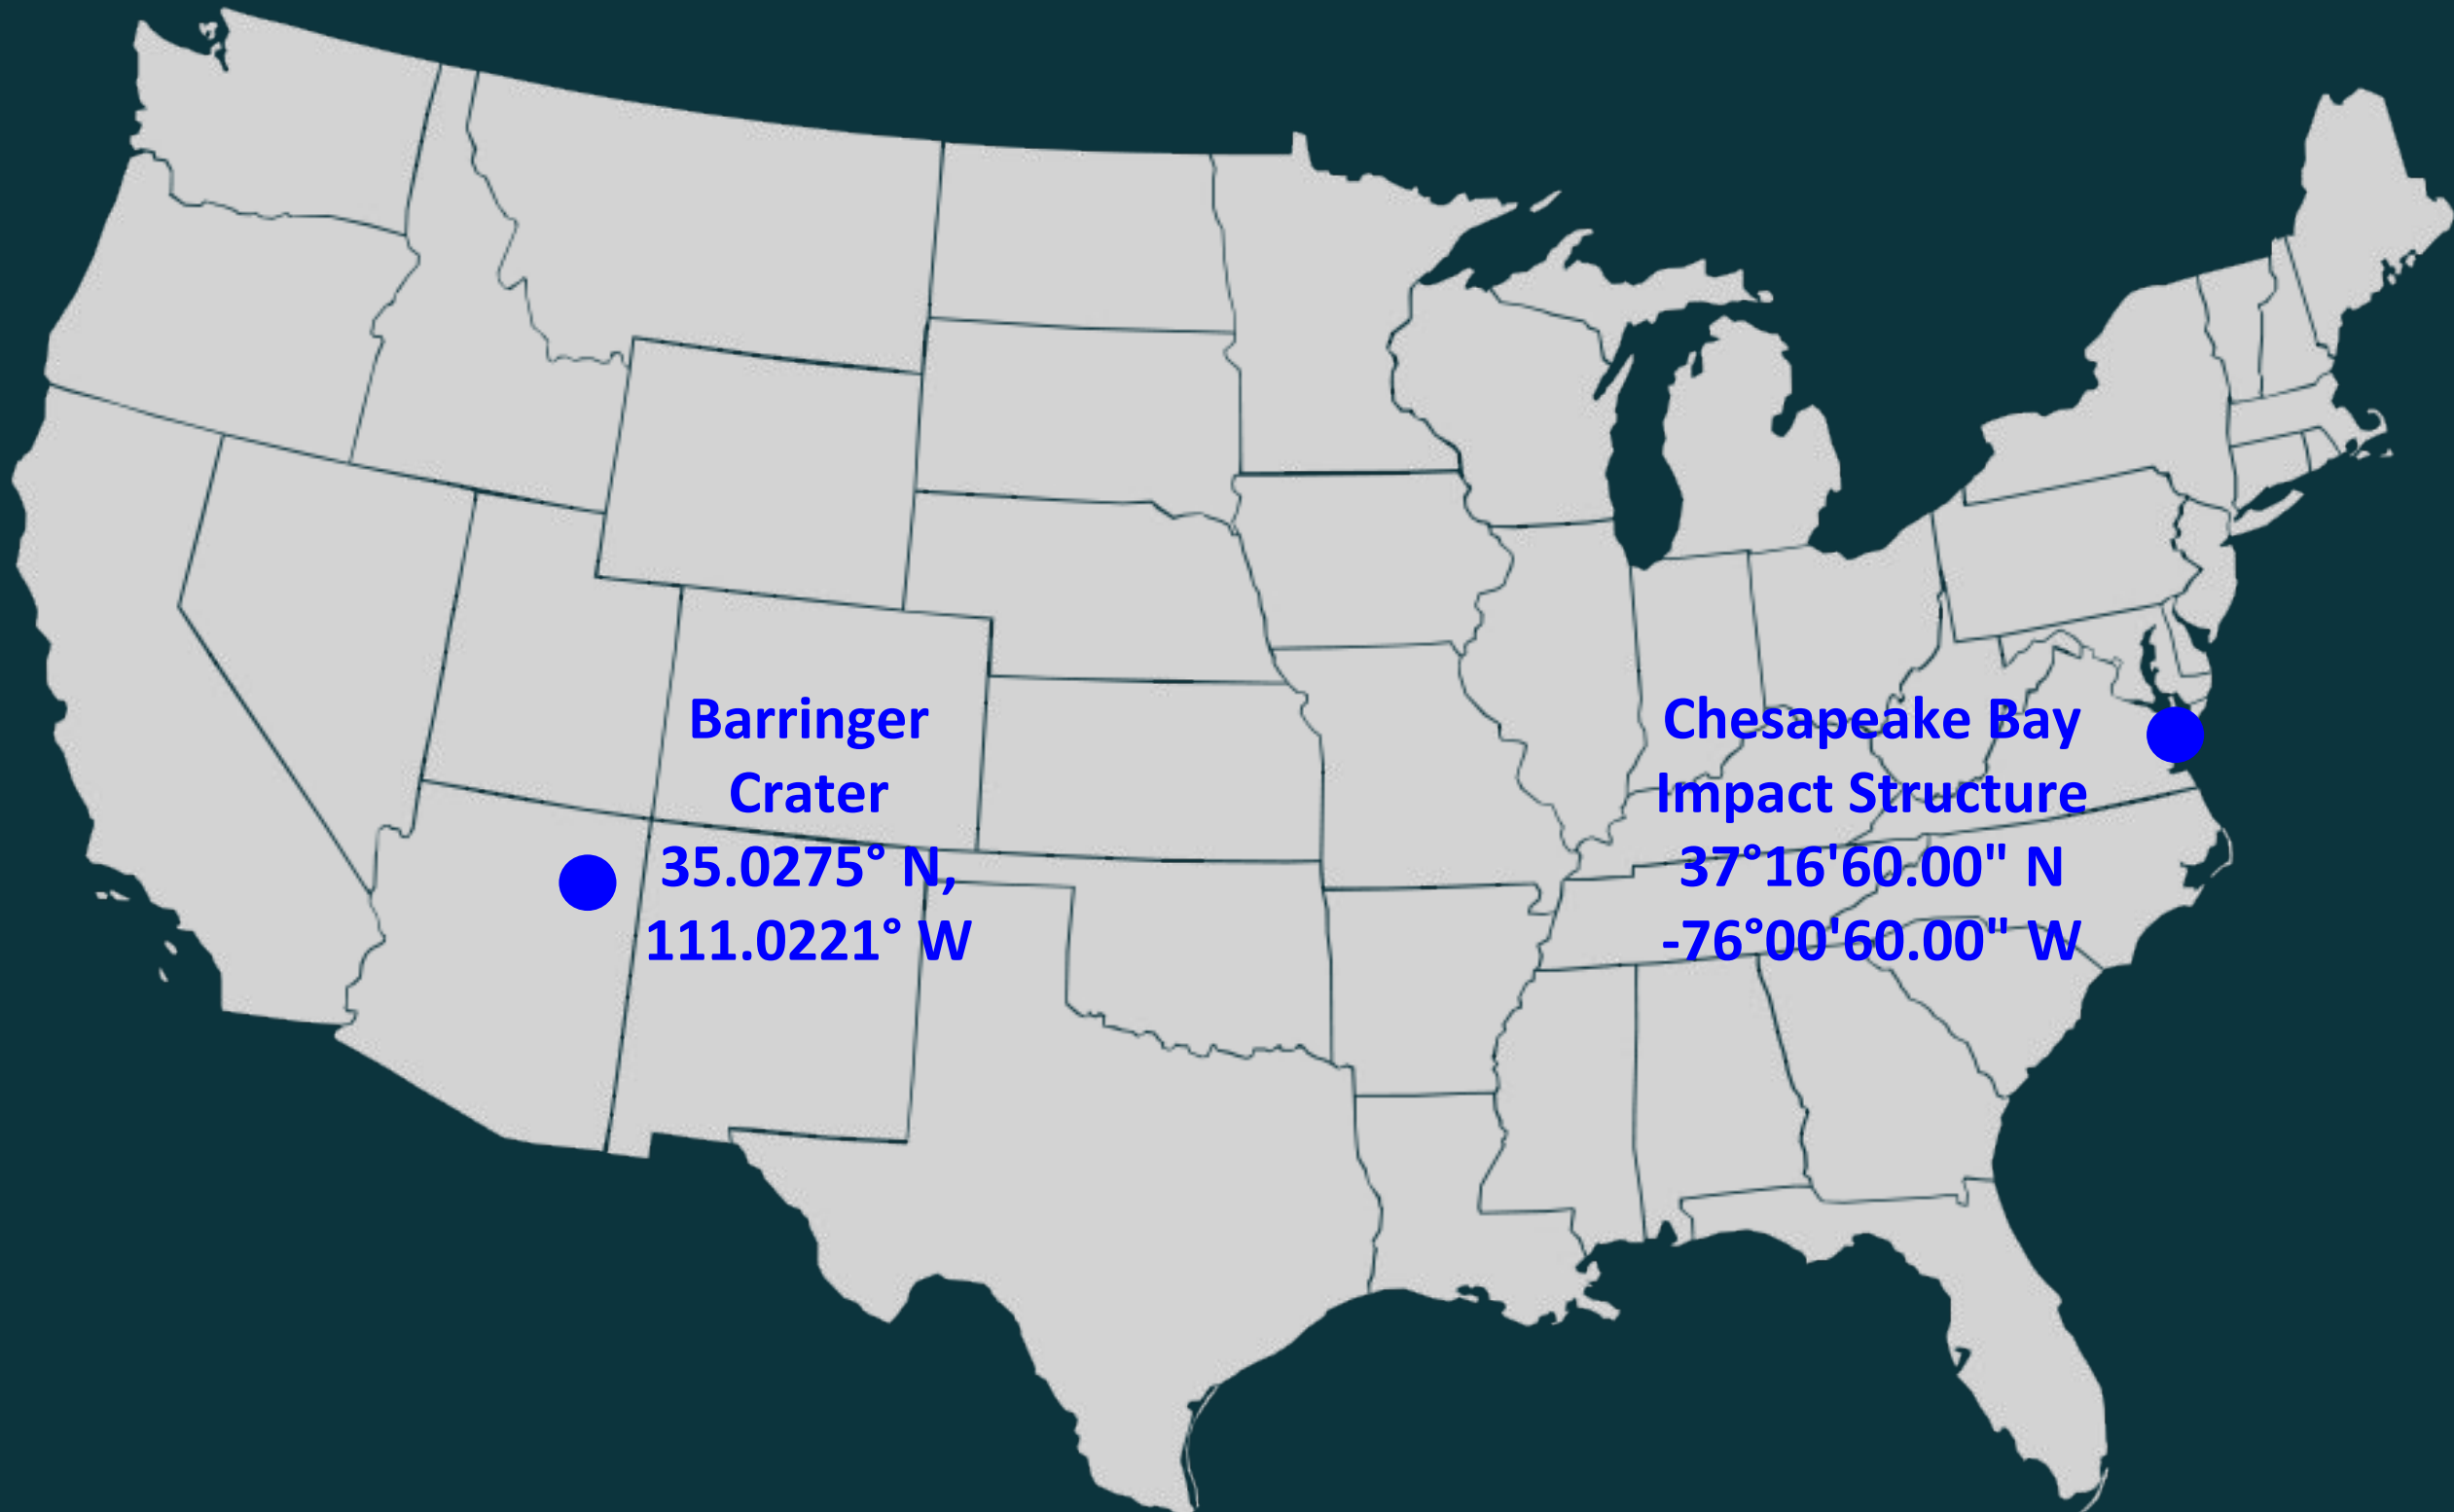 Barringer
Crater
35.0275° N,
111.0221° W
Chesapeake Bay
Impact Structure
37°16'60.00" N
-76°00'60.00" W